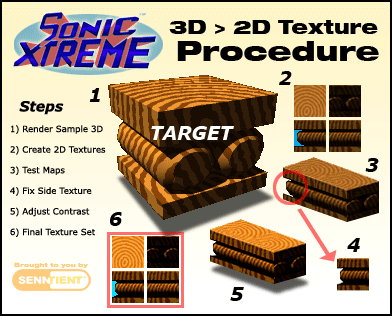 SONIC
XTREME
™
3D > 2D Texture
Procedure
Steps
1) Render Sample 3D
2) Create 2D Textures
3) Test Maps
4) Fix Side Texture
5) Adjust Contrast
6) Final Texture Set
1
TARGET
2
3
4
5
6
Brought to you by
SENNTIENT